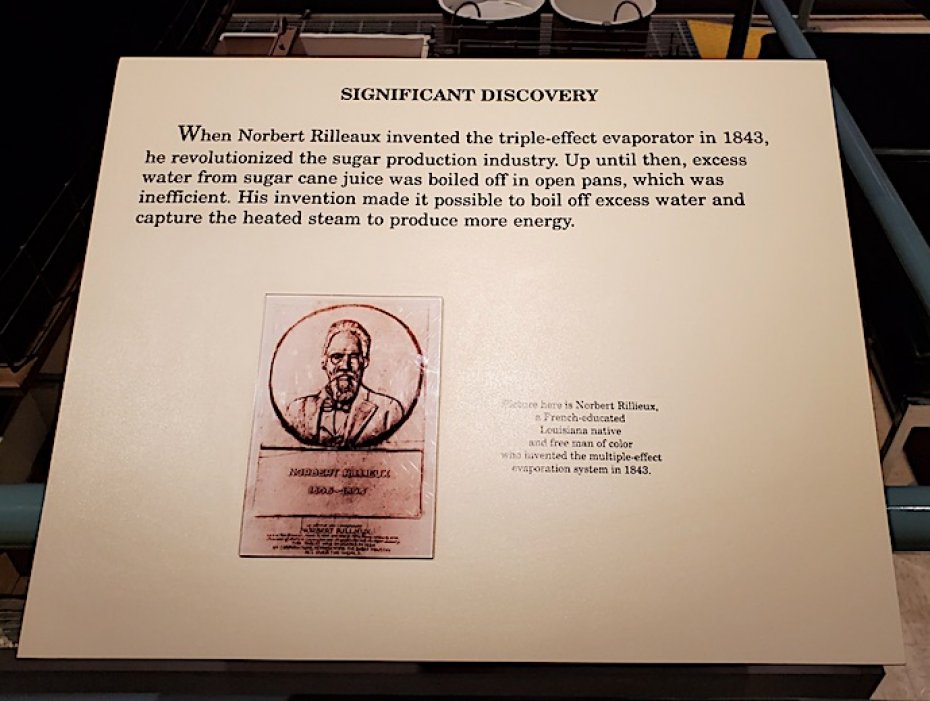 SIGNIFICANT DISCOVERY
When Norbert Rilleaux invented the triple-effect evaporator in 1843,
he revolutionized the sugar production industry. Up until then, excess
water from sugar cane juice was boiled off in open pans, which was
inefficient. His invention made it possible to boil off excess water and
capture the heated steam to produce more energy.
Picture here is Norbert Rillieux,
a French-educated
Louisiana native
and free man of color
who invented the multiple-effect
evaporation system in 1843.
NORBERT RILLIEUX
NORBERT RILLIEUX